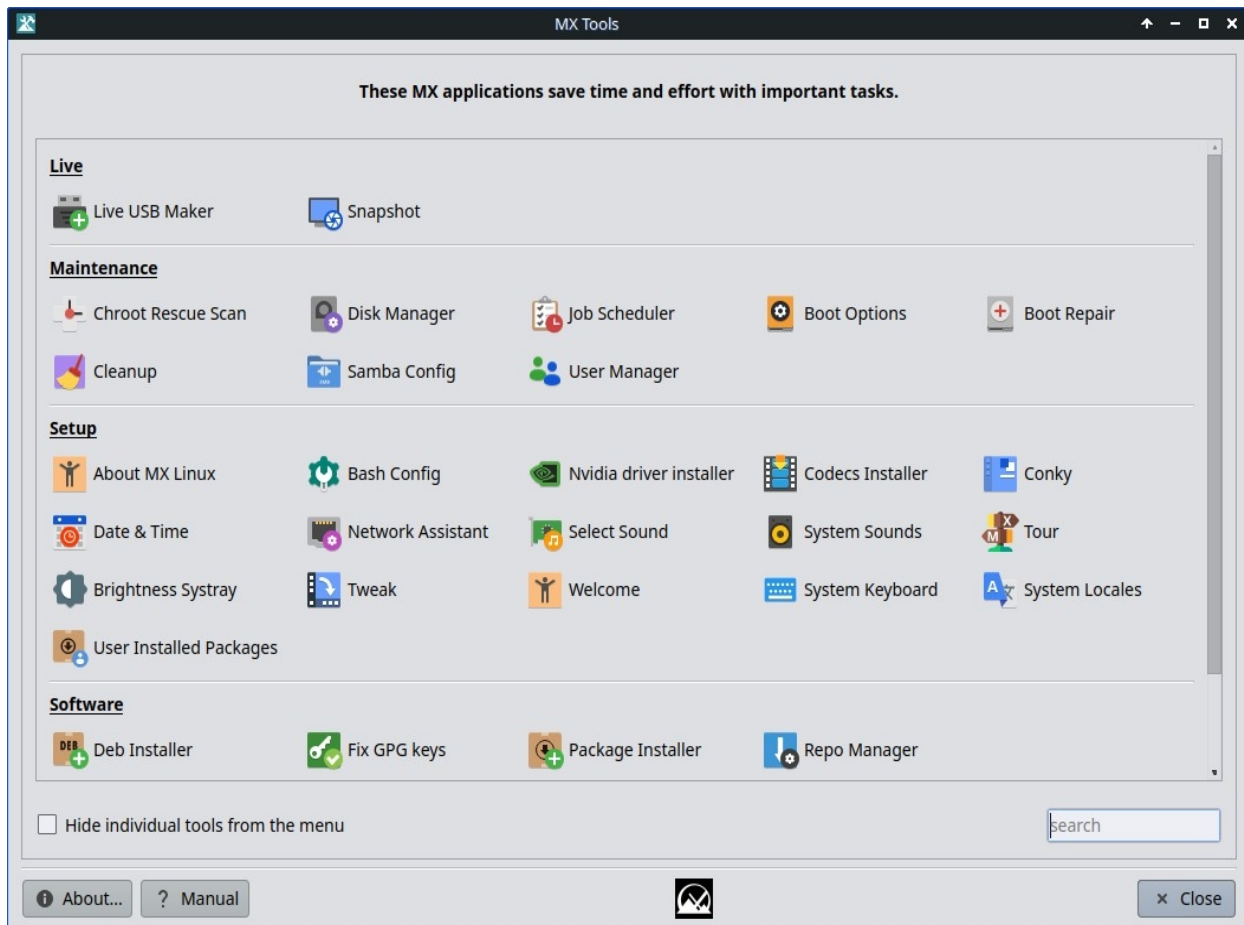 MX Tools
These MX applications save time and effort with important tasks.
Live
Live USB Maker Snapshot
Maintenance
Chroot Rescue Scan Disk Manager Job Scheduler Boot Options Boot Repair
Cleanup Samba Config User Manager
Setup
About MX Linux Bash Config Nvidia driver installer Codecs Installer Conky
Date & Time Network Assistant Select Sound System Sounds Tour
Brightness Systray Tweak Welcome System Keyboard System Locales
User Installed Packages
Software
Deb Installer Fix GPG keys Package Installer Repo Manager
Hide individual tools from the menu search
About... ? Manual Close